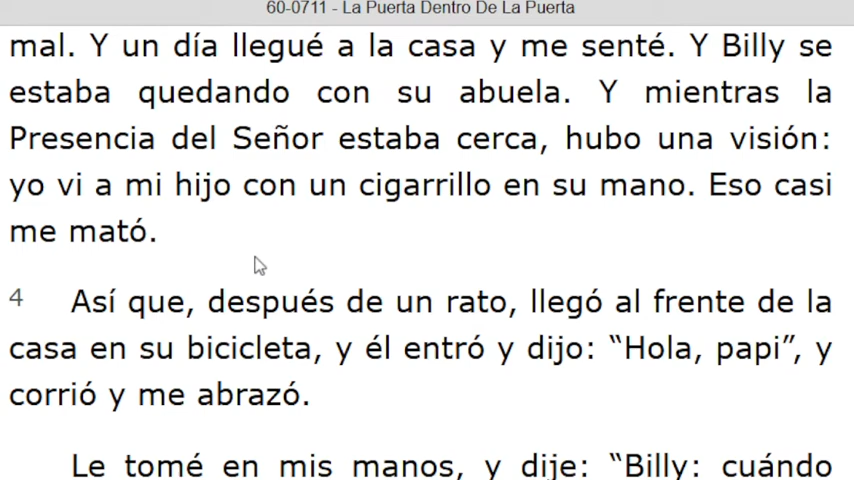 60-0711 - La Puerta Dentro De La Puerta
mal. Y un día llegué a la casa y me senté. Y Billy se
estaba quedando con su abuela. Y mientras la
Presencia del Señor estaba cerca, hubo una visión:
yo vi a mi hijo con un cigarrillo en su mano. Eso casi
me mató.
4 Así que, después de un rato, llegó al frente de la
casa en su bicicleta, y él entró y dijo: “Hola, papi”, y
corrió y me abrazó.
Le tomé en mis manos, y dije: “Billy: cuándo